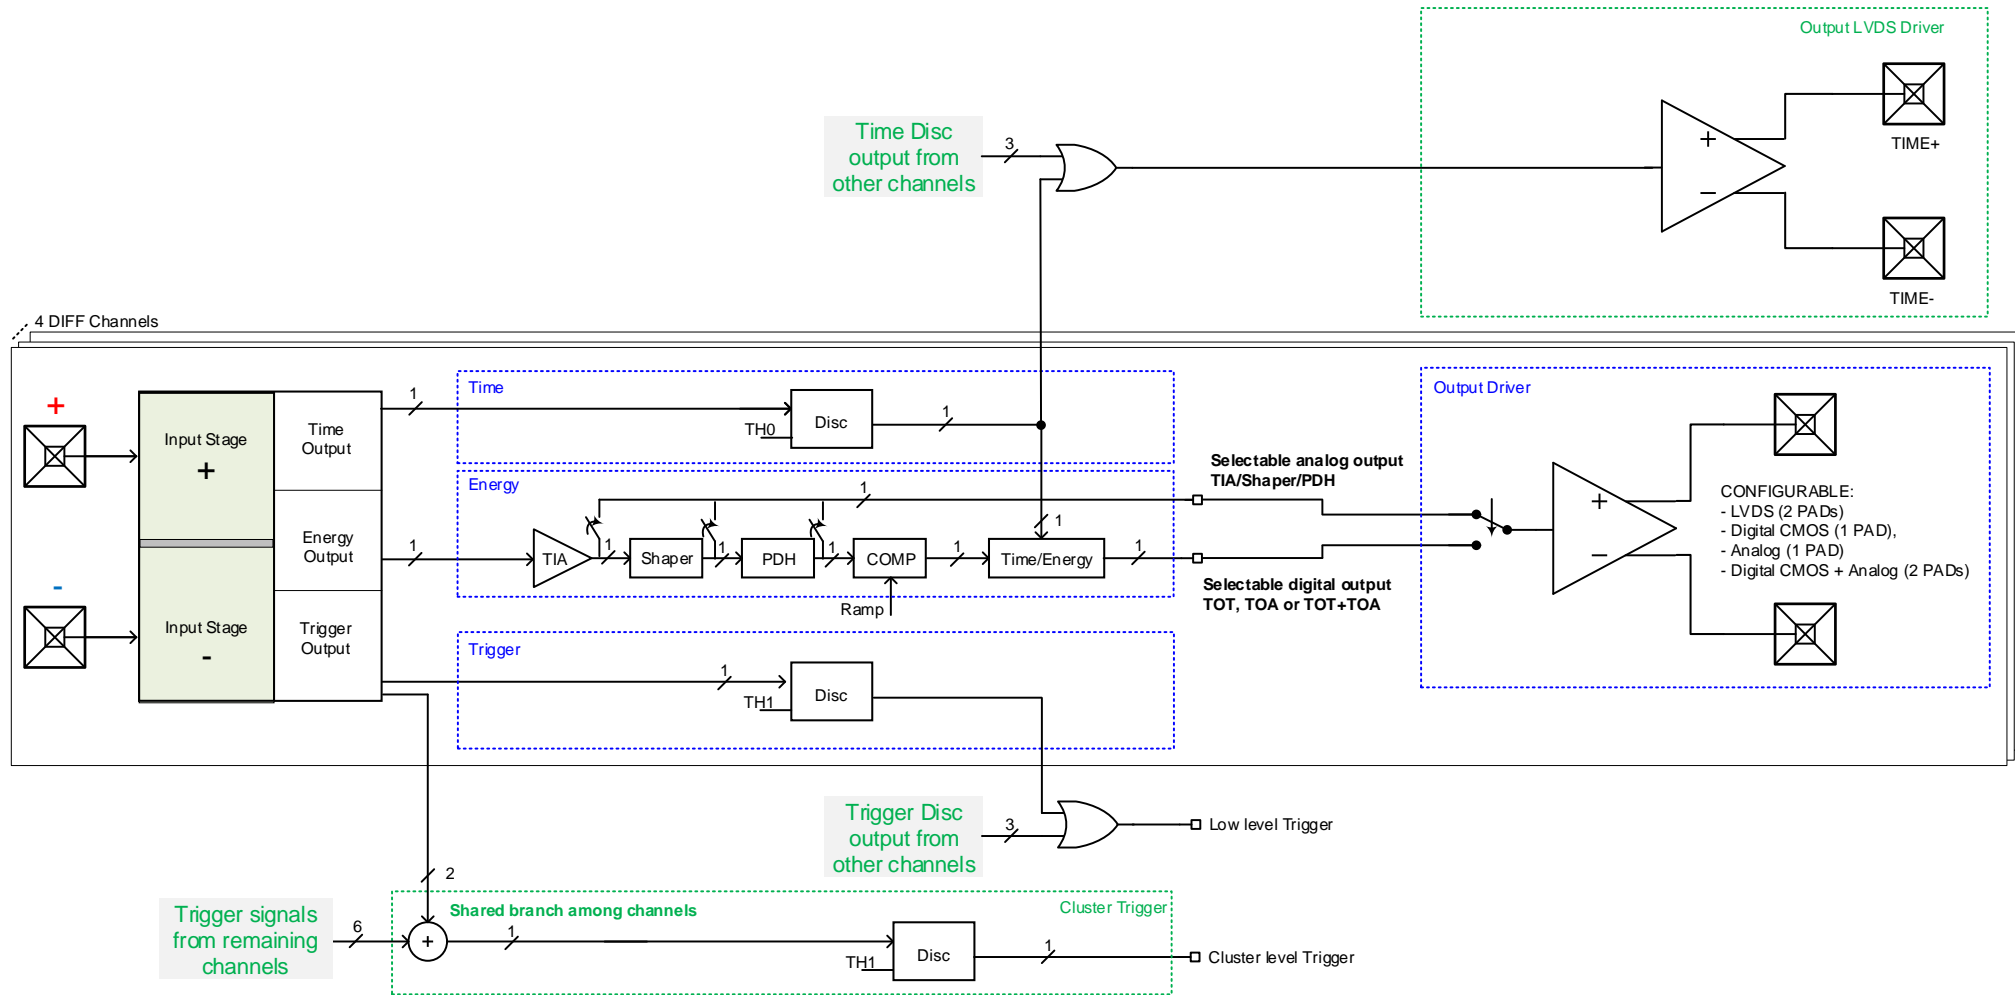 Output LVDS Driver
Time Disc
output from
other channels
3
+
−
TIME+
TIME-
4 DIFF Channels
+
Input Stage
+
Time
Output
1
Time
TH0
Disc
1
Output Driver
Energy
Output
1
Energy
1
Selectable analog output
TIA/Shaper/PDH
TIA
1
Shaper
1
PDH
1
COMP
1
1
Time/Energy
1
Ramp
Selectable digital output
TOT, TOA or TOT+TOA
+
−
CONFIGURABLE:
- LVDS (2 PADs)
- Digital CMOS (1 PAD),
- Analog (1 PAD)
- Digital CMOS + Analog (2 PADs)
-
Input Stage
-
Trigger
Output
Trigger
1
TH1
Disc
Trigger Disc
output from
other channels
3
Low level Trigger
2
Trigger signals
from remaining
channels
6
+
Shared branch among channels
Cluster Trigger
1
TH1
Disc
1
Cluster level Trigger